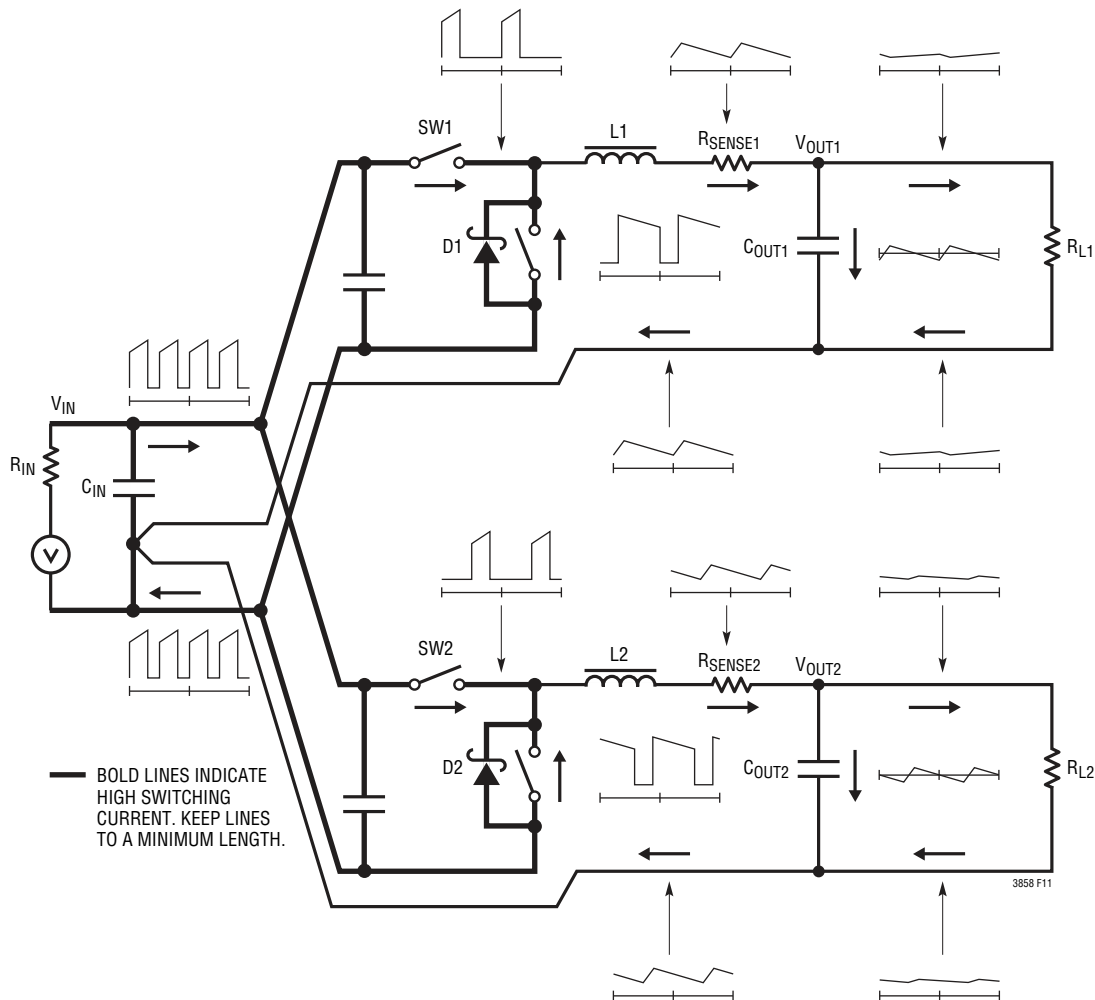 SW1
L1
RSENSE1
VOUT1
D1
COUT1
RL1
VIN
RIN
CIN
V
SW2
L2
RSENSE2
VOUT2
D2
COUT2
RL2
BOLD LINES INDICATE
HIGH SWITCHING
CURRENT. KEEP LINES
TO A MINIMUM LENGTH.
3858 F11